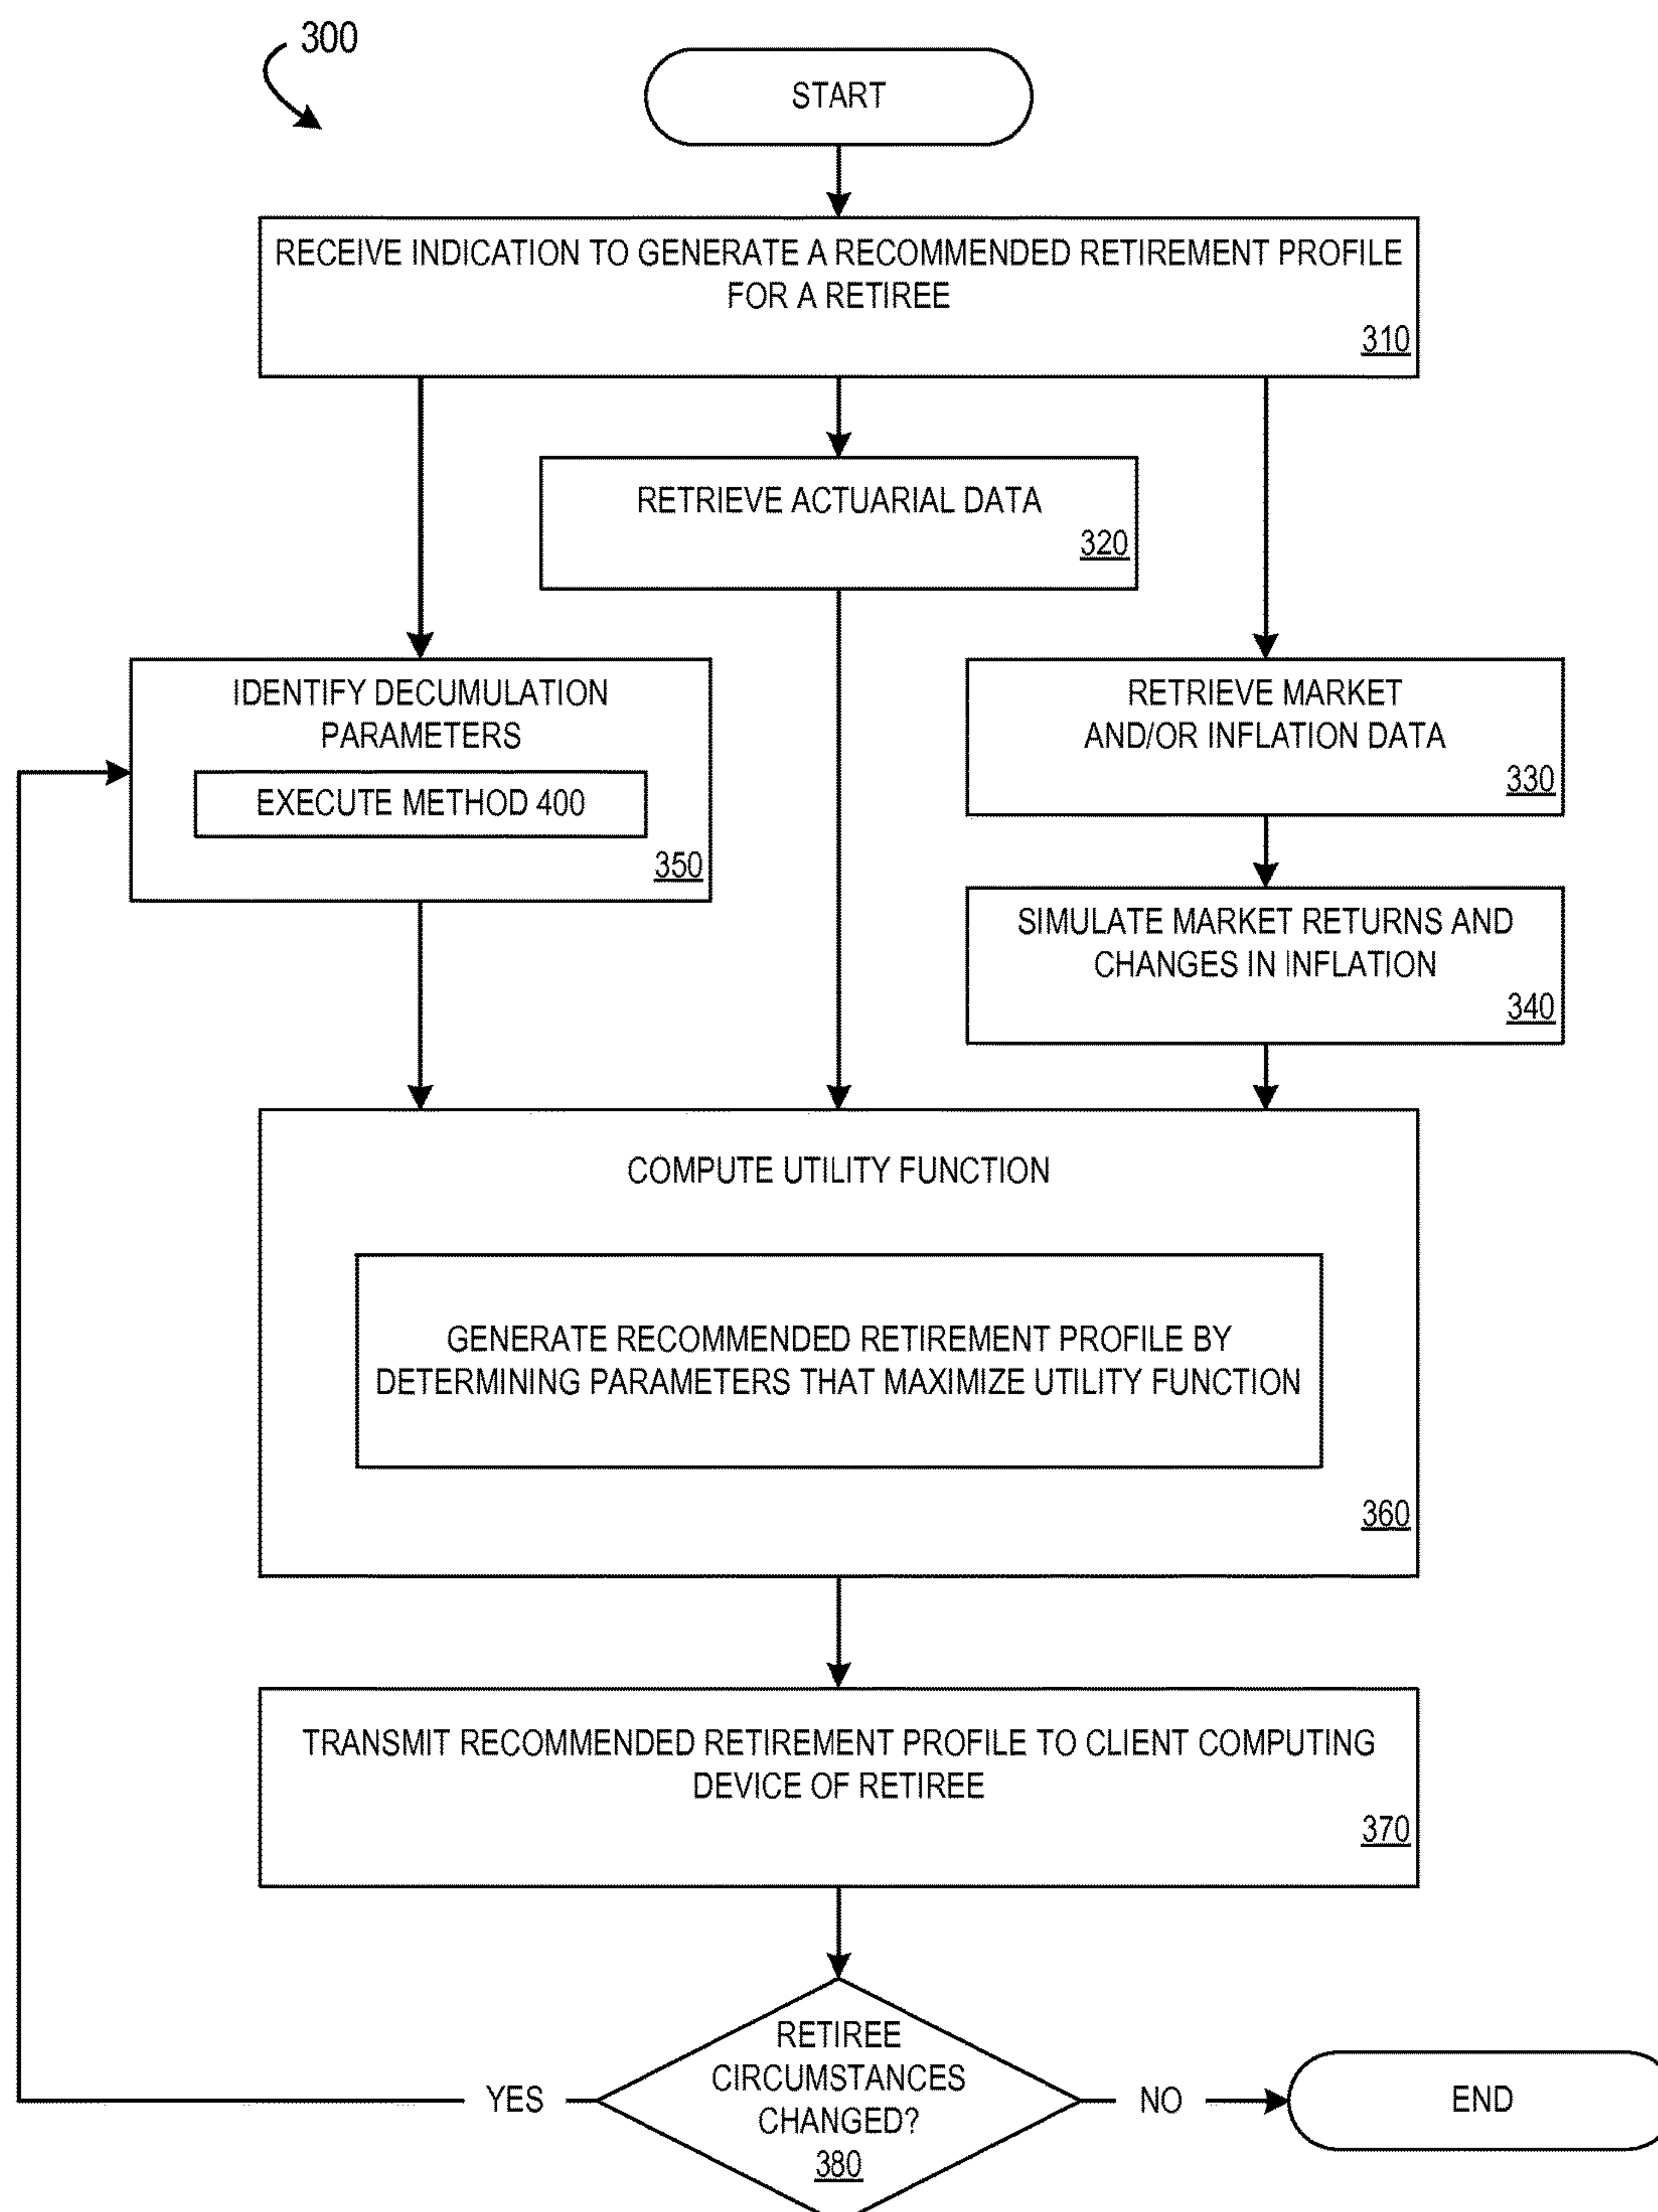 300
START
RECEIVE INDICATION TO GENERATE A RECOMMENDED RETIREMENT PROFILE
FOR A RETIREE
310
RETRIEVE ACTUARIAL DATA
320
IDENTIFY DECUMULATION
PARAMETERS
EXECUTE METHOD 400
350
RETRIEVE MARKET
AND/OR INFLATION DATA
330
SIMULATE MARKET RETURNS AND
CHANGES IN INFLATION
340
COMPUTE UTILITY FUNCTION
GENERATE RECOMMENDED RETIREMENT PROFILE BY
DETERMINING PARAMETERS THAT MAXIMIZE UTILITY FUNCTION
360
TRANSMIT RECOMMENDED RETIREMENT PROFILE TO CLIENT COMPUTING
DEVICE OF RETIREE
370
RETIREE
CIRCUMSTANCES
CHANGED?
380
YES
NO
END